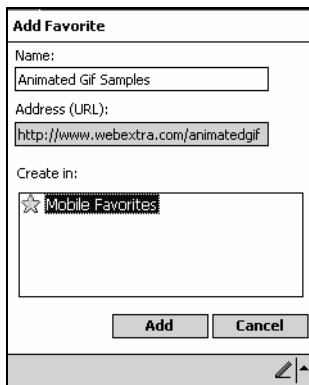 Add Favorite
Name:
Animated Gif Samples
Address (URL):
http://www.webextra.com/animatedgif
Create in:
Mobile Favorites
Add Cancel